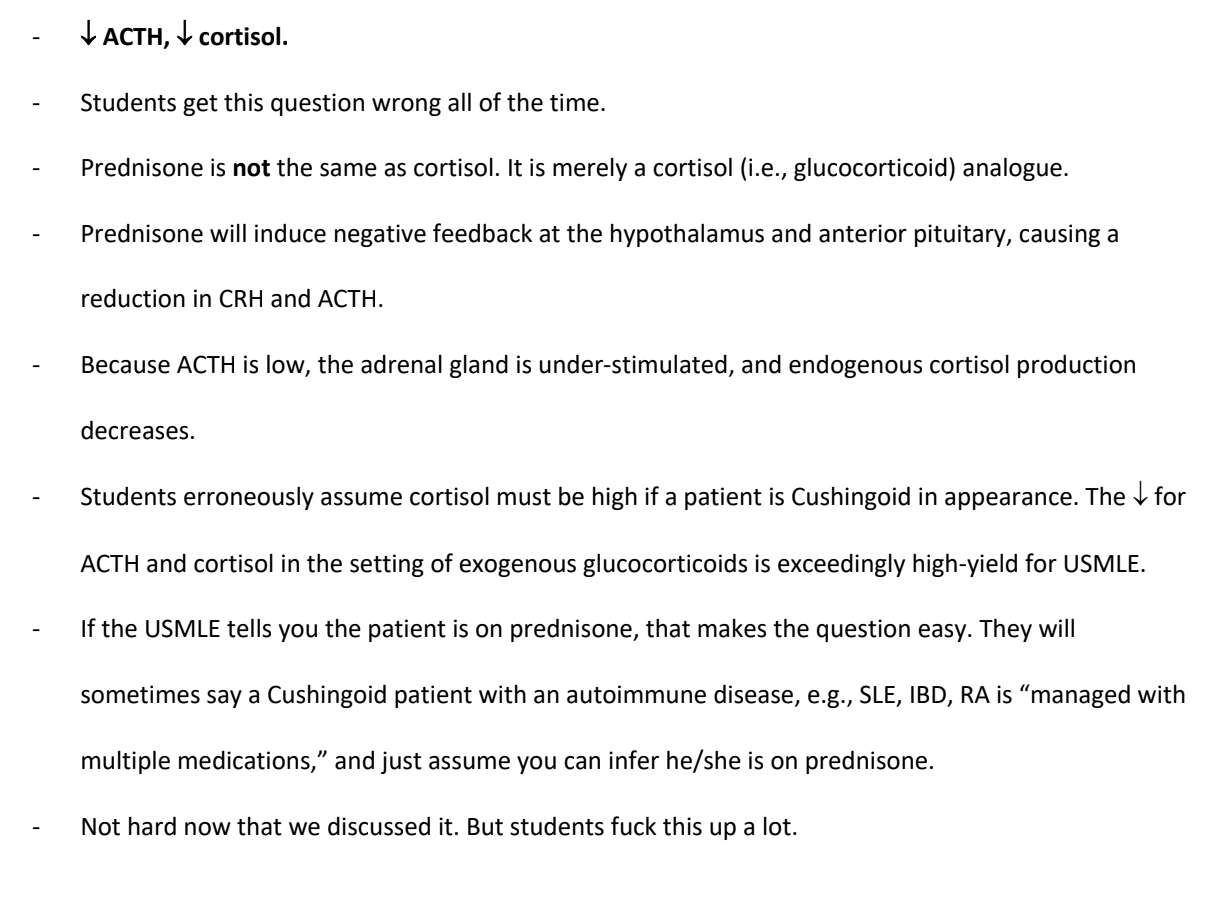 - ↓ ACTH, ↓ cortisol.
- Students get this question wrong all of the time.
- Prednisone is not the same as cortisol. It is merely a cortisol (i.e., glucocorticoid) analogue.
- Prednisone will induce negative feedback at the hypothalamus and anterior pituitary, causing a
reduction in CRH and ACTH.
- Because ACTH is low, the adrenal gland is under-stimulated, and endogenous cortisol production
decreases.
- Students erroneously assume cortisol must be high if a patient is Cushingoid in appearance. The ↓ for
ACTH and cortisol in the setting of exogenous glucocorticoids is exceedingly high-yield for USMLE.
- If the USMLE tells you the patient is on prednisone, that makes the question easy. They will
sometimes say a Cushingoid patient with an autoimmune disease, e.g., SLE, IBD, RA is “managed with
multiple medications,” and just assume you can infer he/she is on prednisone.
- Not hard now that we discussed it. But students fuck this up a lot.